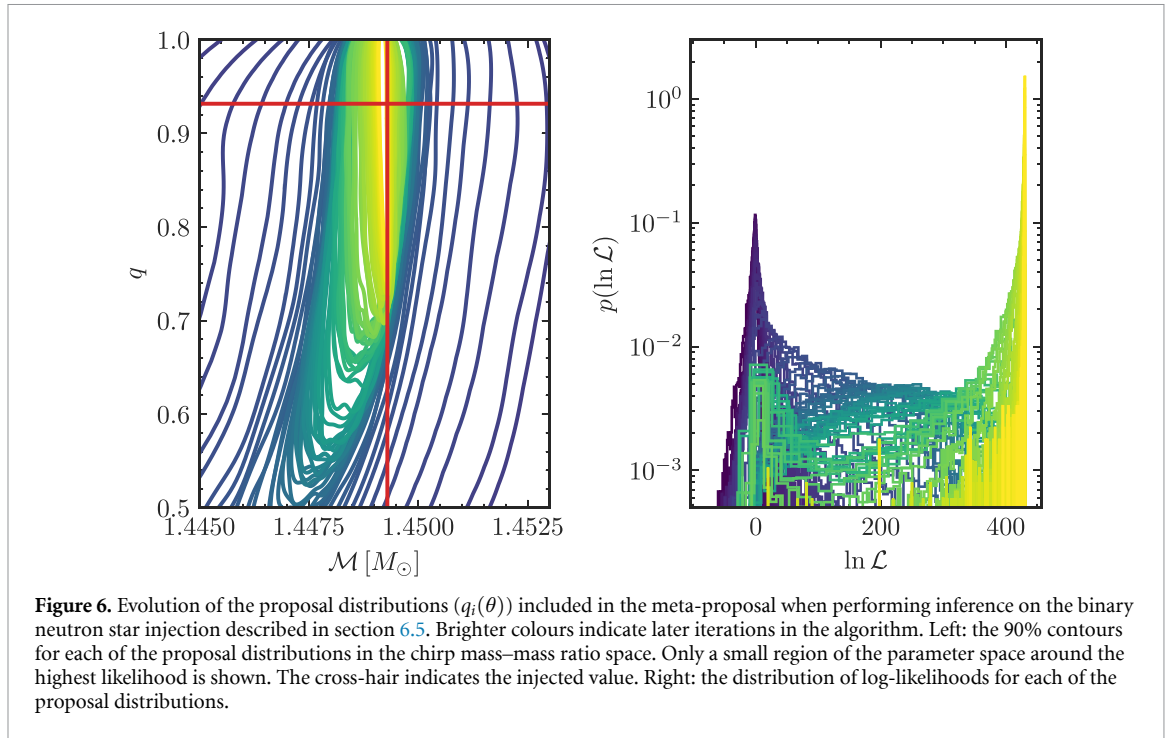 1.0
0.9
0.8
0.7
0.6
0.5
q
1.4450 1.4475 1.4500 1.4525
ℳ [M⊙]
10⁰
10⁻¹
10⁻²
10⁻³
p(ln ℒ)
0 200 400
ln ℒ
Figure 6. Evolution of the proposal distributions (qᵢ(θ)) included in the meta-proposal when performing inference on the binary
neutron star injection described in section 6.5. Brighter colours indicate later iterations in the algorithm. Left: the 90% contours
for each of the proposal distributions in the chirp mass–mass ratio space. Only a small region of the parameter space around the
highest likelihood is shown. The cross-hair indicates the injected value. Right: the distribution of log-likelihoods for each of the
proposal distributions.